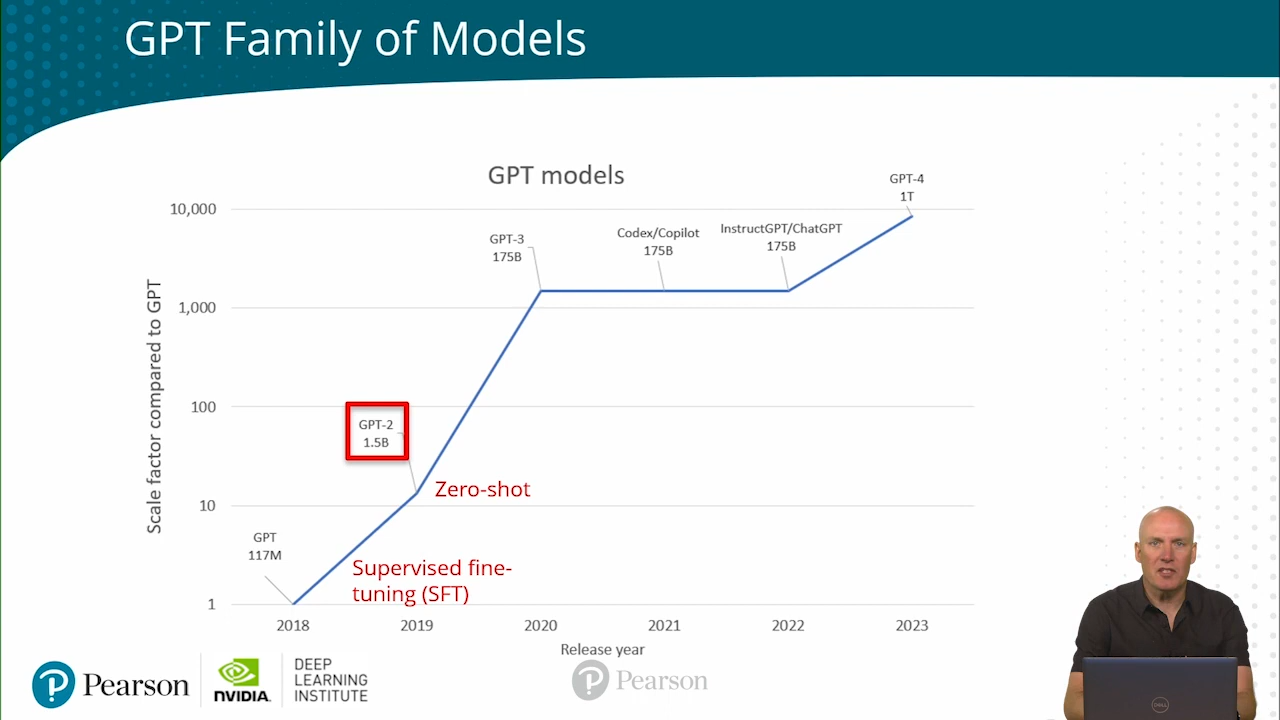 GPT Family of Models
GPT models
GPT-4
1T
10,000
InstructGPT/ChatGPT
175B
Codex/Copilot
175B
GPT-3
175B
1,000
Scale factor compared to GPT
100
GPT-2
1.5B
Zero-shot
10
GPT
117M
Supervised fine-
tuning (SFT)
1
2018 2019 2020 2021 2022 2023
Release year
Pearson
NVIDIA.
DEEP
LEARNING
INSTITUTE
Pearson
DELL